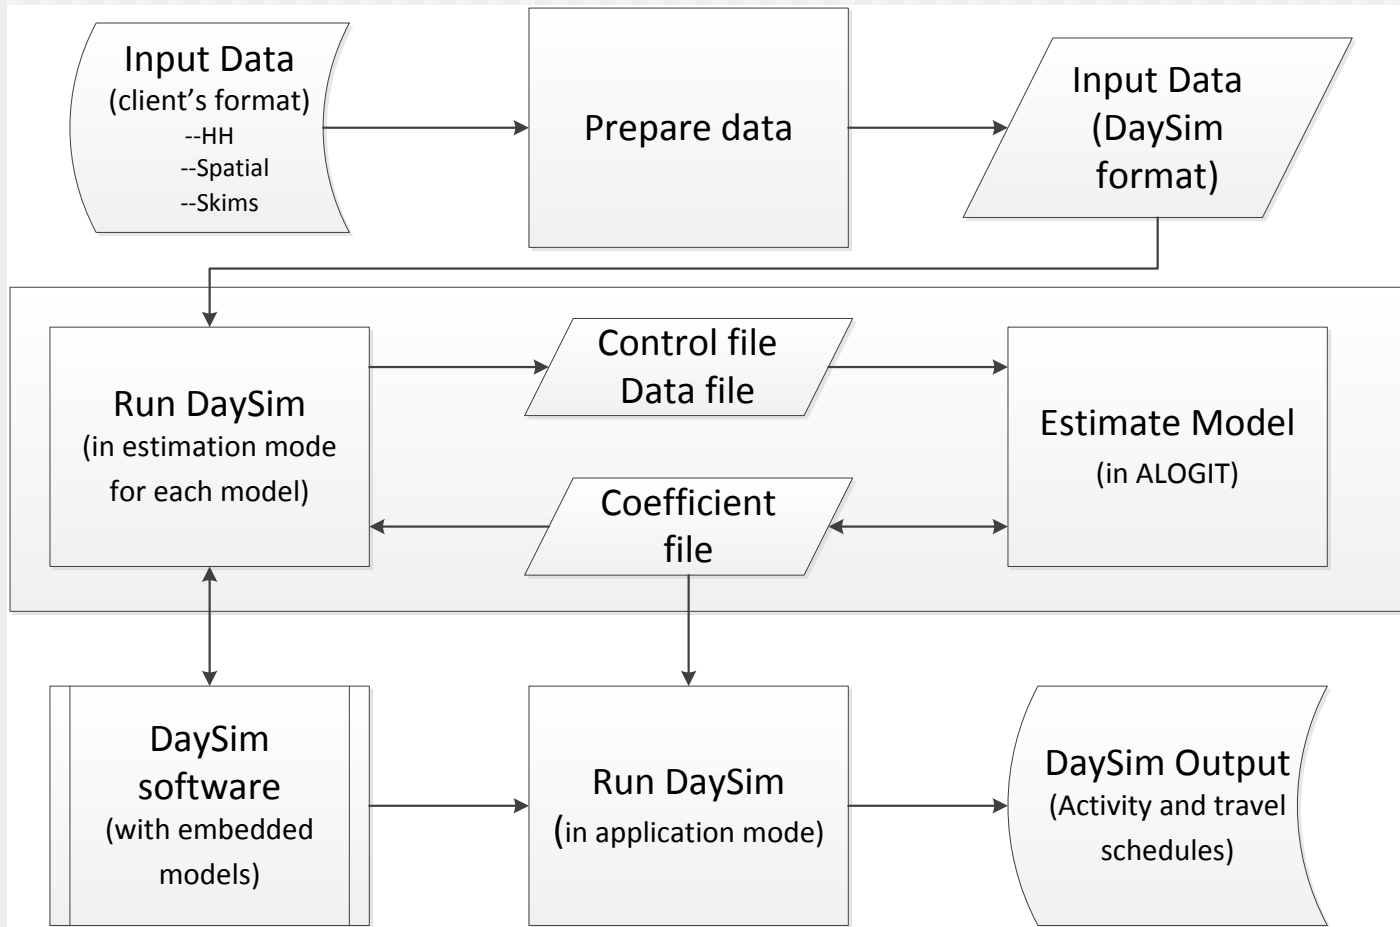 Input Data
(client's format)
--HH
--Spatial
--Skims
Prepare data
Input Data
(DaySim
format)
Run DaySim
(in estimation mode
for each model)
Control file
Data file
Estimate Model
(in ALOGIT)
Coefficient
file
DaySim
software
(with embedded
models)
Run DaySim
(in application mode)
DaySim Output
(Activity and travel
schedules)